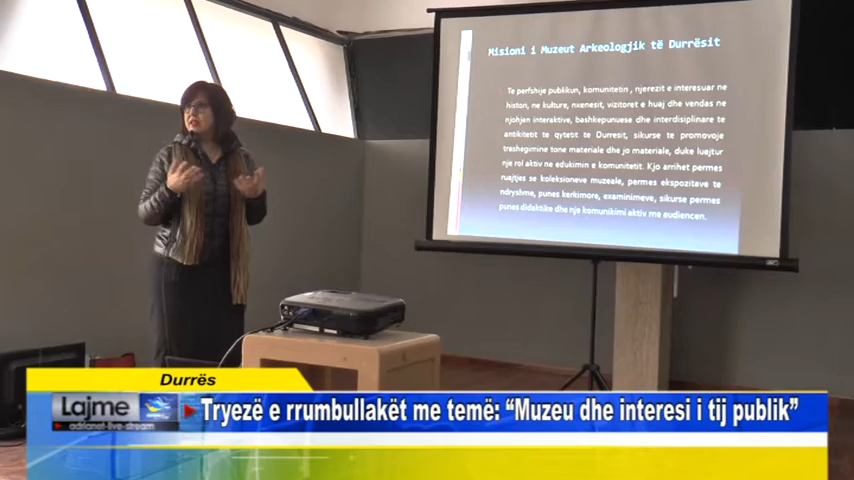 Misioni i Muzeut Arkeologjik të Durrësit
Te perfshije publikun, komunitetin , njerezit e interesuar ne
histori, ne kulture, nxenesit, vizitoret e huaj dhe vendas ne
njohjen interaktive, bashkepuese dhe interdisiplinare te
antikitetit te qytetit te Durresit, sikurse te promovoje
trashegimine tone materiale dhe jo materiale, duke luajtur
nje rol aktiv ne edukimin e komunitetit. Kjo arrihet permes
ruajtjes se koleksioneve muzeale, permes ekspozitave te
ndryshme, punes kerkimore, examinimeve, sikurse permes
punes didaktike dhe nje komunikimi aktiv me audiencen.
Durrës
Lajme
adrianet-live-stream
Tryezë e rrumbullakët me temë: “Muzeu dhe interesi i tij publik”